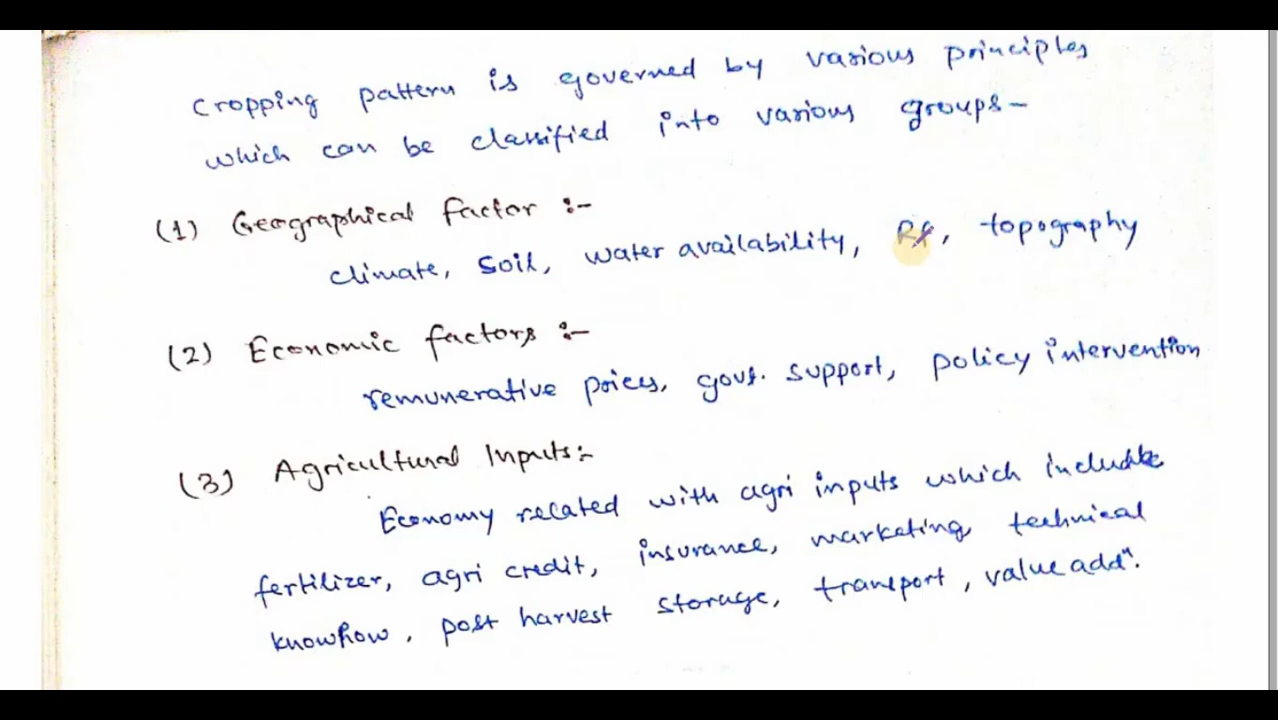 Cropping pattern is governed by various principles
which can be classified into various groups-
(1) Geographical factor :-
climate, soil, water availability, Rf, topography
(2) Economic factors :-
remunerative prices, govt. support, policy intervention
(3) Agricultural Inputs:-
Economy related with agri inputs which include
fertilizer, agri credit, insurance, marketing, technical
knowhow, post harvest storage, transport, value addn.